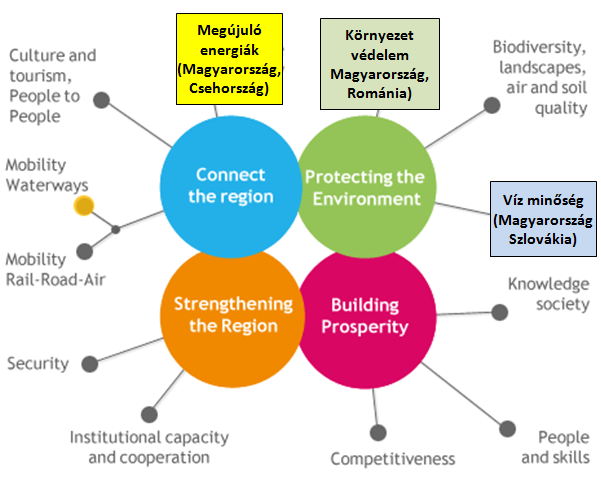 Culture and
tourism,
People to
People
Megújuló
energiák
(Magyarország,
Csehország)
Környezet
védelem
Magyarország,
Románia)
Biodiversity,
landscapes,
air and soil
quality
Mobility
Waterways
Connect
the region
Protecting the
Environment
Víz minőség
(Magyarország
Szlovákia)
Mobility
Rail-Road-Air
Strengthening
the Region
Building
Prosperity
Knowledge
society
Security
Institutional capacity
and cooperation
Competitiveness
People
and skills